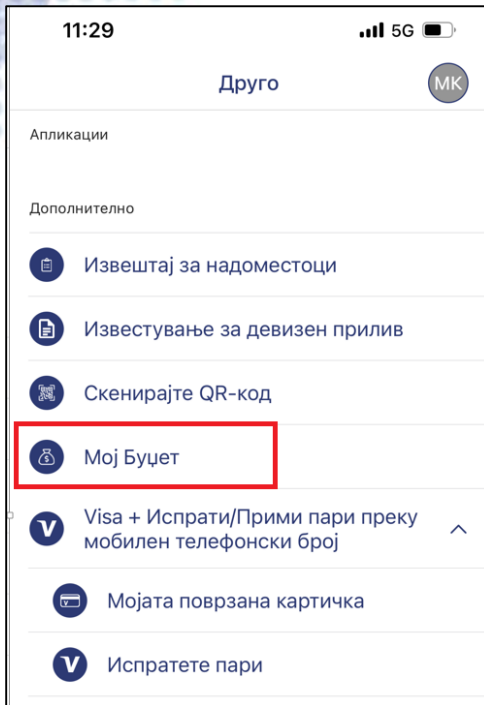 11:29
5G
Друго
MK
Апликации
Дополнително
Извештај за надоместоци
Известување за девизен прилив
Скенирајте QR-код
Мој Буџет
Visa + Испрати/Прими пари преку
мобилен телефонски број
Мојата поврзана картичка
Испратете пари